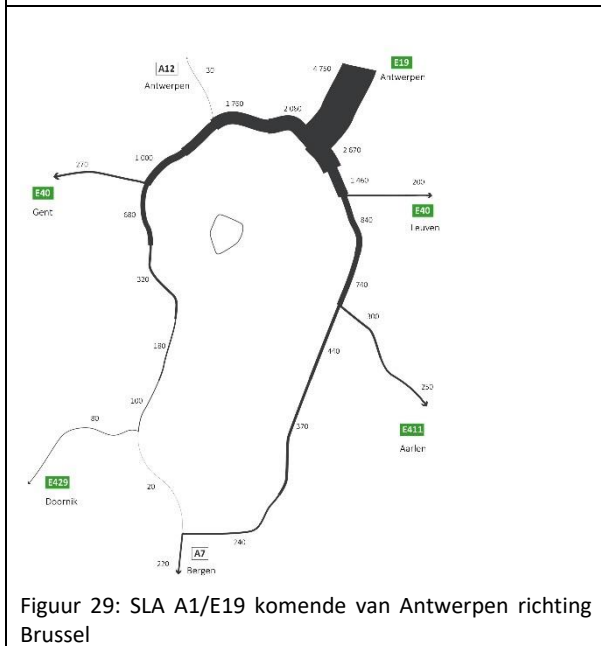 A12
Antwerpen
30
4 750
E19
Antwerpen
1 780
2 090
2 670
1 000
270
1 460
200
E40
Gent
E40
Leuven
680
840
320
740
300
180
440
250
100
80
370
E411
Aarlen
E429
Doornik
20
240
A7
220
Bergen
Figuur 29: SLA A1/E19 komende van Antwerpen richting
Brussel